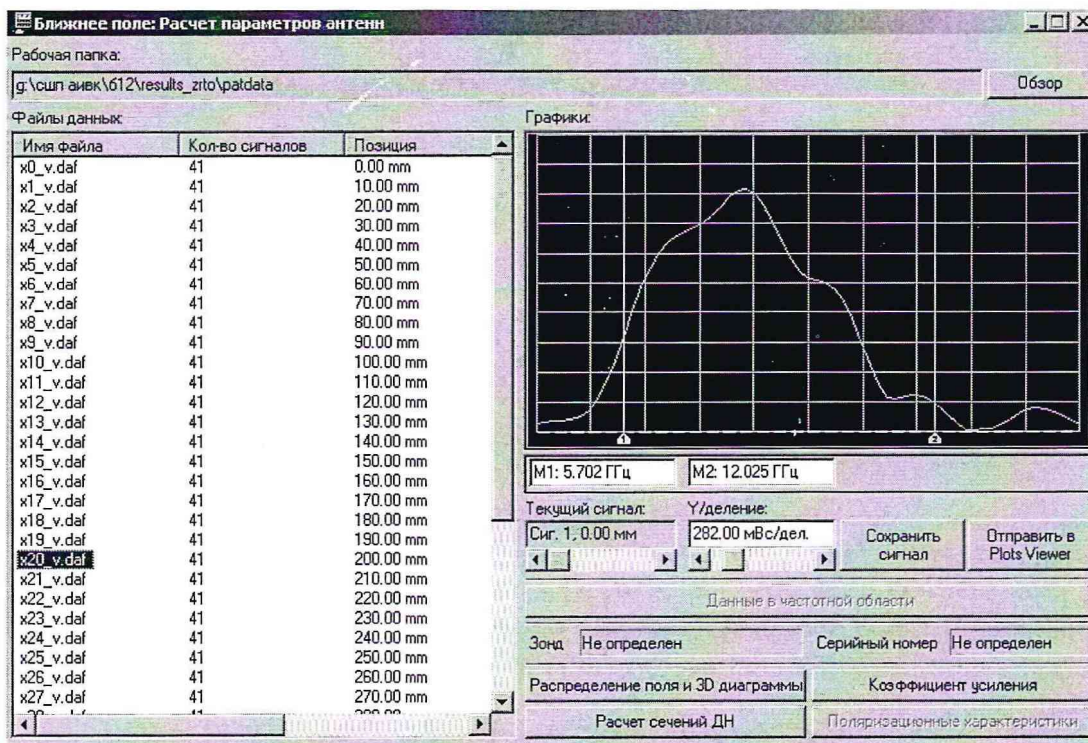 Ближнее поле: Расчет параметров антенн
Рабочая папка:
g:\сшп аивк\612\results_zrto\patdata
Обзор
Файлы данных:
Имя файла Кол-во сигналов Позиция
x0_v.daf 41 0.00 mm
x1_v.daf 41 10.00 mm
x2_v.daf 41 20.00 mm
x3_v.daf 41 30.00 mm
x4_v.daf 41 40.00 mm
x5_v.daf 41 50.00 mm
x6_v.daf 41 60.00 mm
x7_v.daf 41 70.00 mm
x8_v.daf 41 80.00 mm
x9_v.daf 41 90.00 mm
x10_v.daf 41 100.00 mm
x11_v.daf 41 110.00 mm
x12_v.daf 41 120.00 mm
x13_v.daf 41 130.00 mm
x14_v.daf 41 140.00 mm
x15_v.daf 41 150.00 mm
x16_v.daf 41 160.00 mm
x17_v.daf 41 170.00 mm
x18_v.daf 41 180.00 mm
x19_v.daf 41 190.00 mm
x20_v.daf 41 200.00 mm
x21_v.daf 41 210.00 mm
x22_v.daf 41 220.00 mm
x23_v.daf 41 230.00 mm
x24_v.daf 41 240.00 mm
x25_v.daf 41 250.00 mm
x26_v.daf 41 260.00 mm
x27_v.daf 41 270.00 mm
Графики:
1 2
M1: 5.702 ГГц M2: 12.025 ГГц
Текущий сигнал: Y/деление:
Сиг. 1, 0.00 мм 282.00 мВс/дел.
Сохранить сигнал
Отправить в Plots Viewer
Данные в частотной области
Зонд Не определен Серийный номер Не определен
Распределение поля и 3D диаграммы Коэффициент усиления
Расчет сечений ДН Поляризационные характеристики